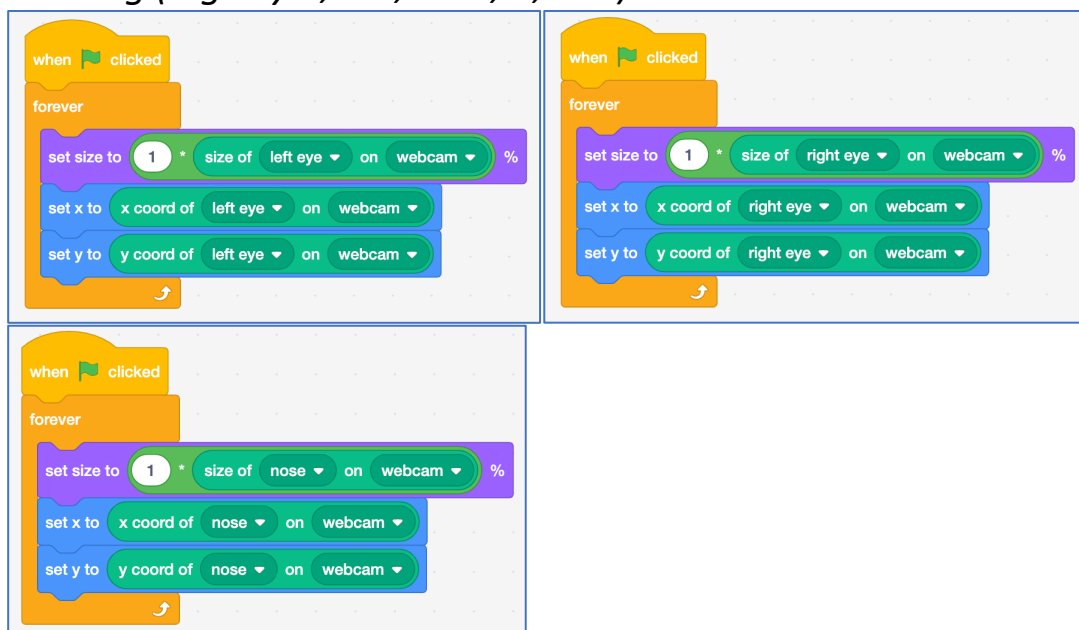 when clicked
forever
set size to 1 * size of left eye on webcam %
set x to x coord of left eye on webcam
set y to y coord of left eye on webcam
when clicked
forever
set size to 1 * size of right eye on webcam %
set x to x coord of right eye on webcam
set y to y coord of right eye on webcam
when clicked
forever
set size to 1 * size of nose on webcam %
set x to x coord of nose on webcam
set y to y coord of nose on webcam